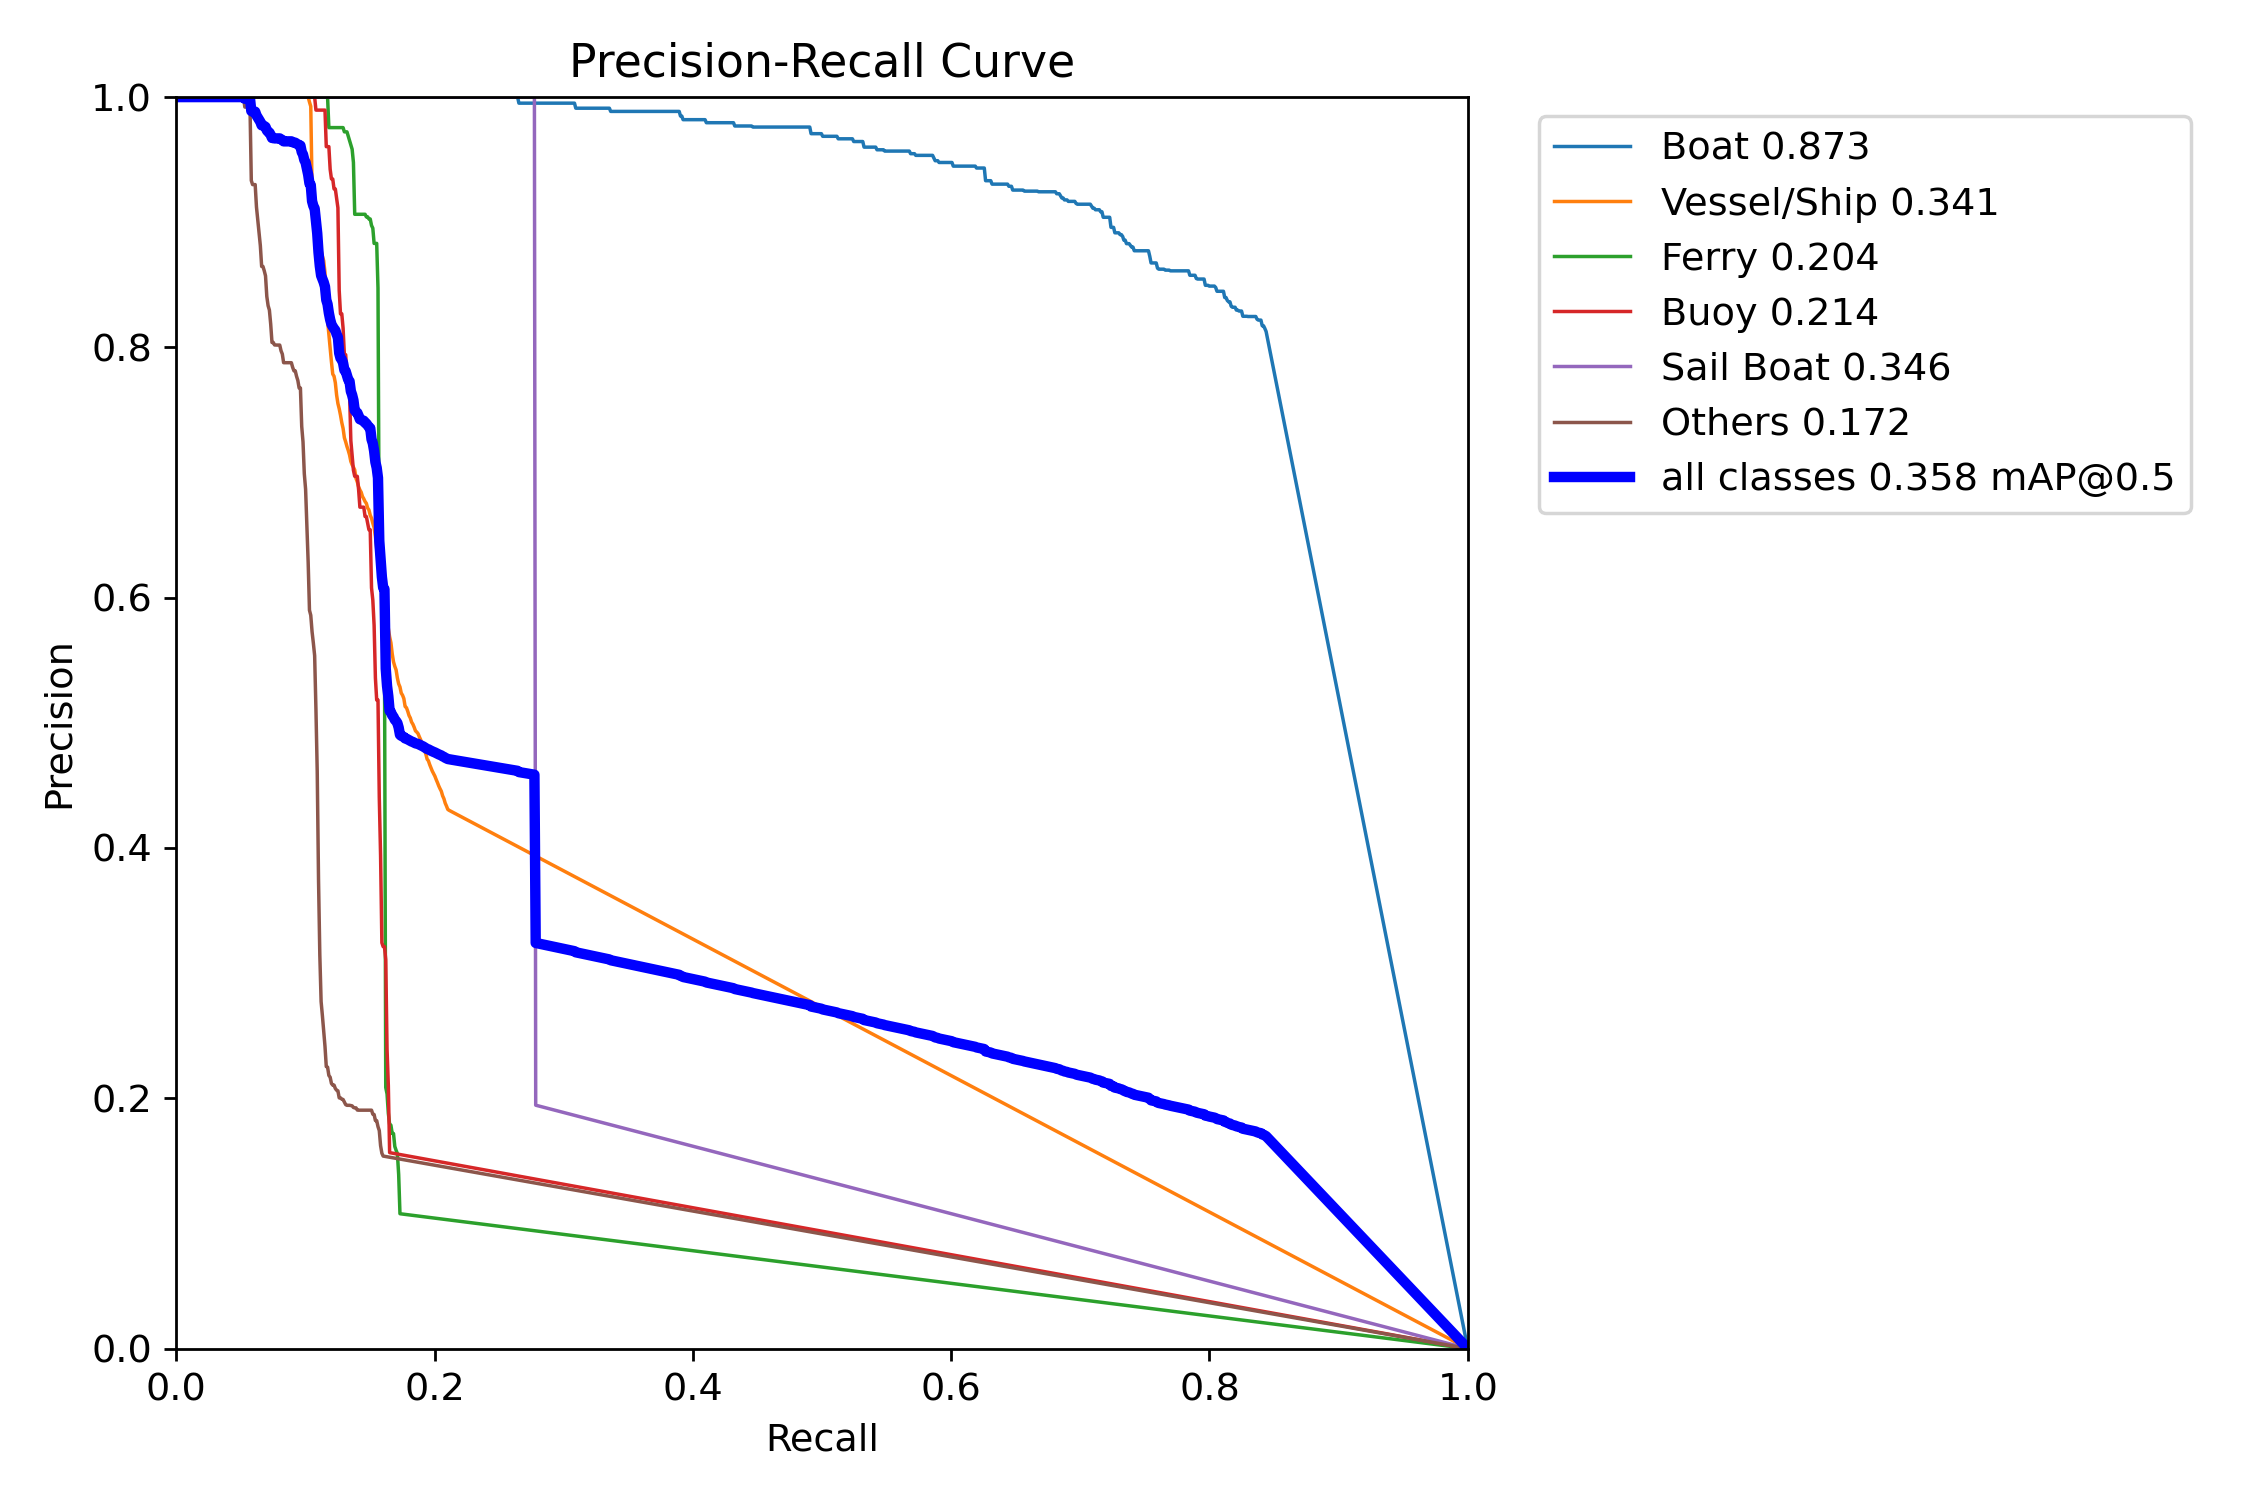 Precision-Recall Curve
1.0
0.8
0.6
0.4
0.2
0.0
Precision
0.0 0.2 0.4 0.6 0.8 1.0
Recall
Boat 0.873
Vessel/Ship 0.341
Ferry 0.204
Buoy 0.214
Sail Boat 0.346
Others 0.172
all classes 0.358 mAP@0.5